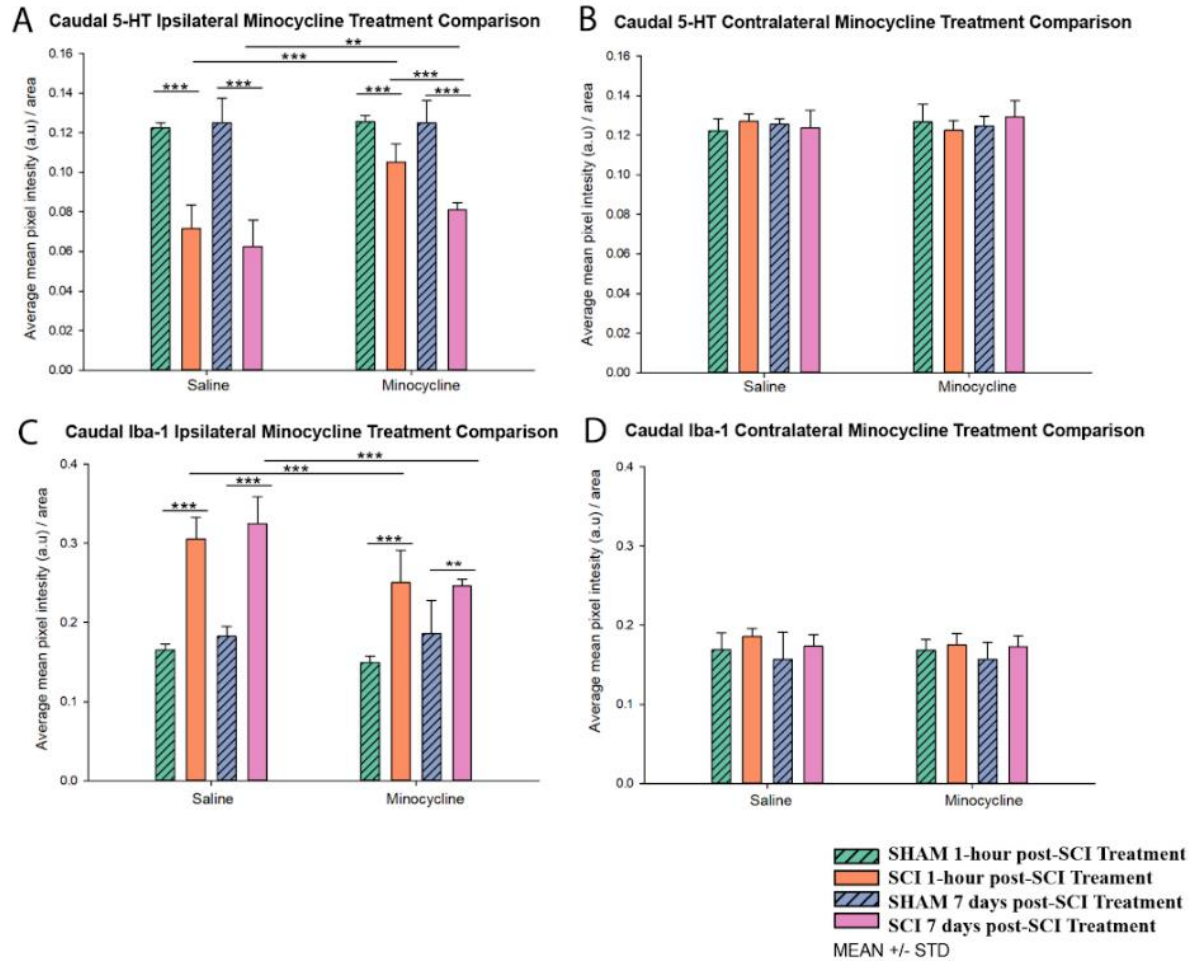 A Caudal 5-HT Ipsilateral Minocycline Treatment Comparison
Average mean pixel intesity (a.u) / area
0.16
0.14
0.12
0.10
0.08
0.06
0.04
0.02
0.00
**
***
***
*** ***
*** ***
Saline Minocycline
B Caudal 5-HT Contralateral Minocycline Treatment Comparison
Average mean pixel intesity (a.u) / area
0.16
0.14
0.12
0.10
0.08
0.06
0.04
0.02
0.00
Saline Minocycline
C Caudal Iba-1 Ipsilateral Minocycline Treatment Comparison
Average mean pixel intesity (a.u) / area
0.4
0.3
0.2
0.1
0.0
***
***
***
***
***
**
Saline Minocycline
D Caudal Iba-1 Contralateral Minocycline Treatment Comparison
Average mean pixel intesity (a.u) / area
0.4
0.3
0.2
0.1
0.0
Saline Minocycline
SHAM 1-hour post-SCI Treatment
SCI 1-hour post-SCI Treament
SHAM 7 days post-SCI Treatment
SCI 7 days post-SCI Treatment
MEAN +/- STD